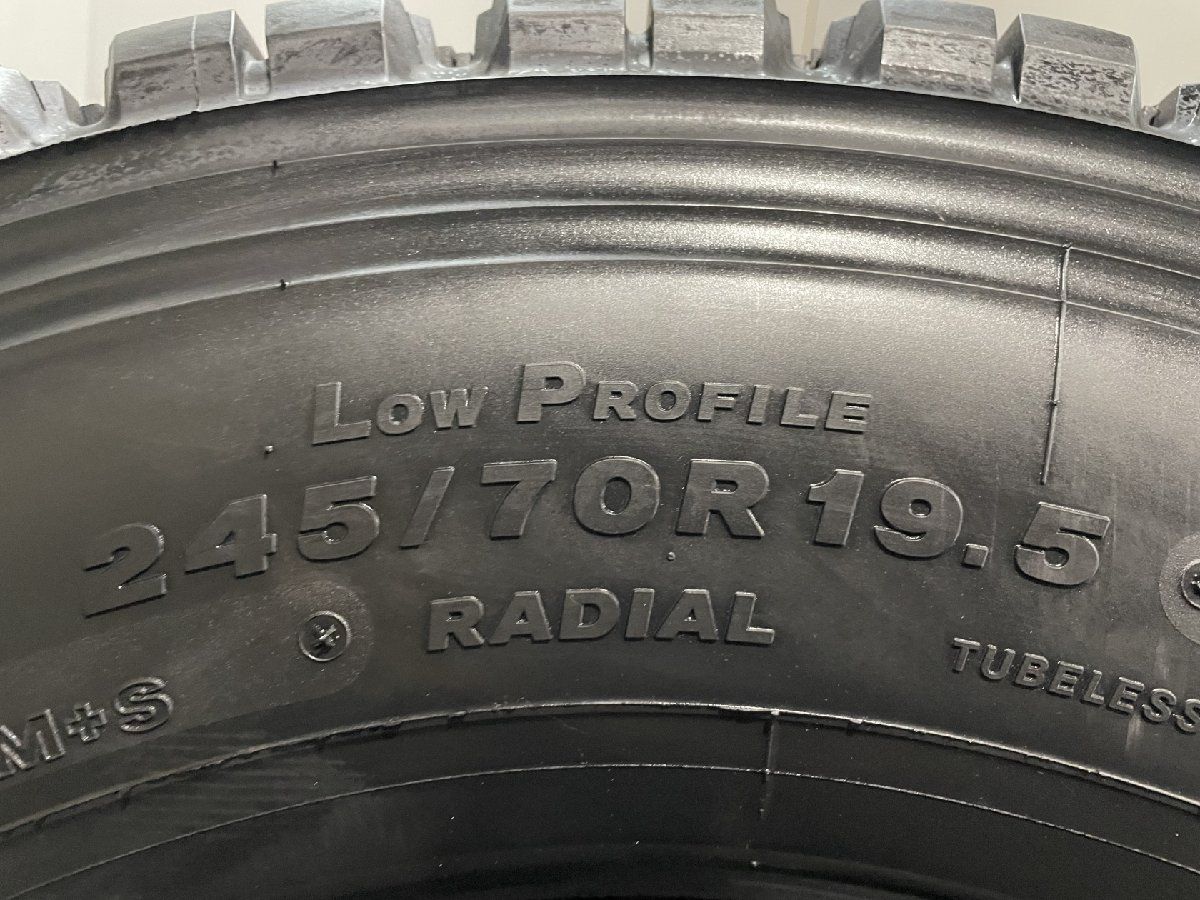 LOW PROFILE
245/70R19.5
RADIAL
TUBELESS
M+S